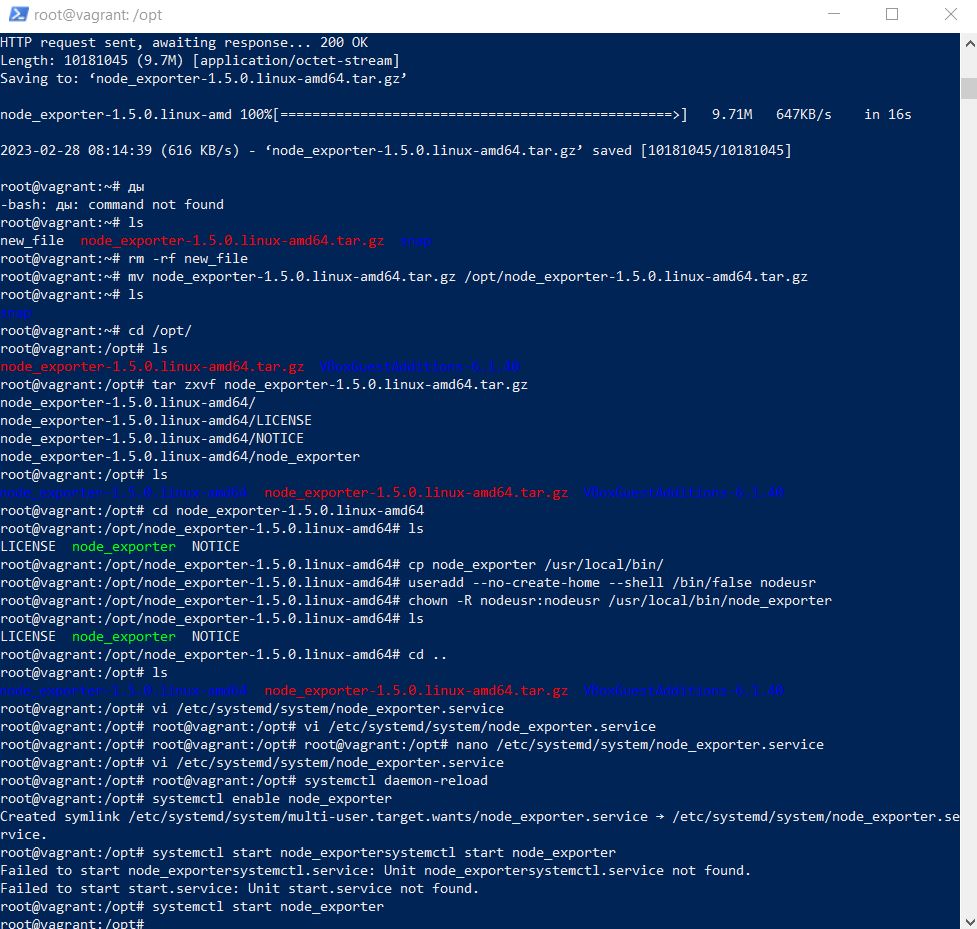 root@vagrant: /opt
HTTP request sent, awaiting response... 200 OK
Length: 10181045 (9.7M) [application/octet-stream]
Saving to: ‘node_exporter-1.5.0.linux-amd64.tar.gz’
node_exporter-1.5.0.linux-amd 100%[=================================================>]   9.71M   647KB/s    in 16s
2023-02-28 08:14:39 (616 KB/s) - ‘node_exporter-1.5.0.linux-amd64.tar.gz’ saved [10181045/10181045]
root@vagrant:~# ды
-bash: ды: command not found
root@vagrant:~# ls
new_file  node_exporter-1.5.0.linux-amd64.tar.gz  snap
root@vagrant:~# rm -rf new_file
root@vagrant:~# mv node_exporter-1.5.0.linux-amd64.tar.gz /opt/node_exporter-1.5.0.linux-amd64.tar.gz
root@vagrant:~# ls
snap
root@vagrant:~# cd /opt/
root@vagrant:/opt# ls
node_exporter-1.5.0.linux-amd64.tar.gz  VBoxGuestAdditions-6.1.40
root@vagrant:/opt# tar zxvf node_exporter-1.5.0.linux-amd64.tar.gz
node_exporter-1.5.0.linux-amd64/
node_exporter-1.5.0.linux-amd64/LICENSE
node_exporter-1.5.0.linux-amd64/NOTICE
node_exporter-1.5.0.linux-amd64/node_exporter
root@vagrant:/opt# ls
node_exporter-1.5.0.linux-amd64  node_exporter-1.5.0.linux-amd64.tar.gz  VBoxGuestAdditions-6.1.40
root@vagrant:/opt# cd node_exporter-1.5.0.linux-amd64
root@vagrant:/opt/node_exporter-1.5.0.linux-amd64# ls
LICENSE  node_exporter  NOTICE
root@vagrant:/opt/node_exporter-1.5.0.linux-amd64# cp node_exporter /usr/local/bin/
root@vagrant:/opt/node_exporter-1.5.0.linux-amd64# useradd --no-create-home --shell /bin/false nodeusr
root@vagrant:/opt/node_exporter-1.5.0.linux-amd64# chown -R nodeusr:nodeusr /usr/local/bin/node_exporter
root@vagrant:/opt/node_exporter-1.5.0.linux-amd64# ls
LICENSE  node_exporter  NOTICE
root@vagrant:/opt/node_exporter-1.5.0.linux-amd64# cd ..
root@vagrant:/opt# ls
node_exporter-1.5.0.linux-amd64  node_exporter-1.5.0.linux-amd64.tar.gz  VBoxGuestAdditions-6.1.40
root@vagrant:/opt# vi /etc/systemd/system/node_exporter.service
root@vagrant:/opt# root@vagrant:/opt# vi /etc/systemd/system/node_exporter.service
root@vagrant:/opt# root@vagrant:/opt# root@vagrant:/opt# nano /etc/systemd/system/node_exporter.service
root@vagrant:/opt# vi /etc/systemd/system/node_exporter.service
root@vagrant:/opt# root@vagrant:/opt# systemctl daemon-reload
root@vagrant:/opt# systemctl enable node_exporter
Created symlink /etc/systemd/system/multi-user.target.wants/node_exporter.service → /etc/systemd/system/node_exporter.se
rvice.
root@vagrant:/opt# systemctl start node_exportersystemctl start node_exporter
Failed to start node_exportersystemctl.service: Unit node_exportersystemctl.service not found.
Failed to start start.service: Unit start.service not found.
root@vagrant:/opt# systemctl start node_exporter
root@vagrant:/opt#